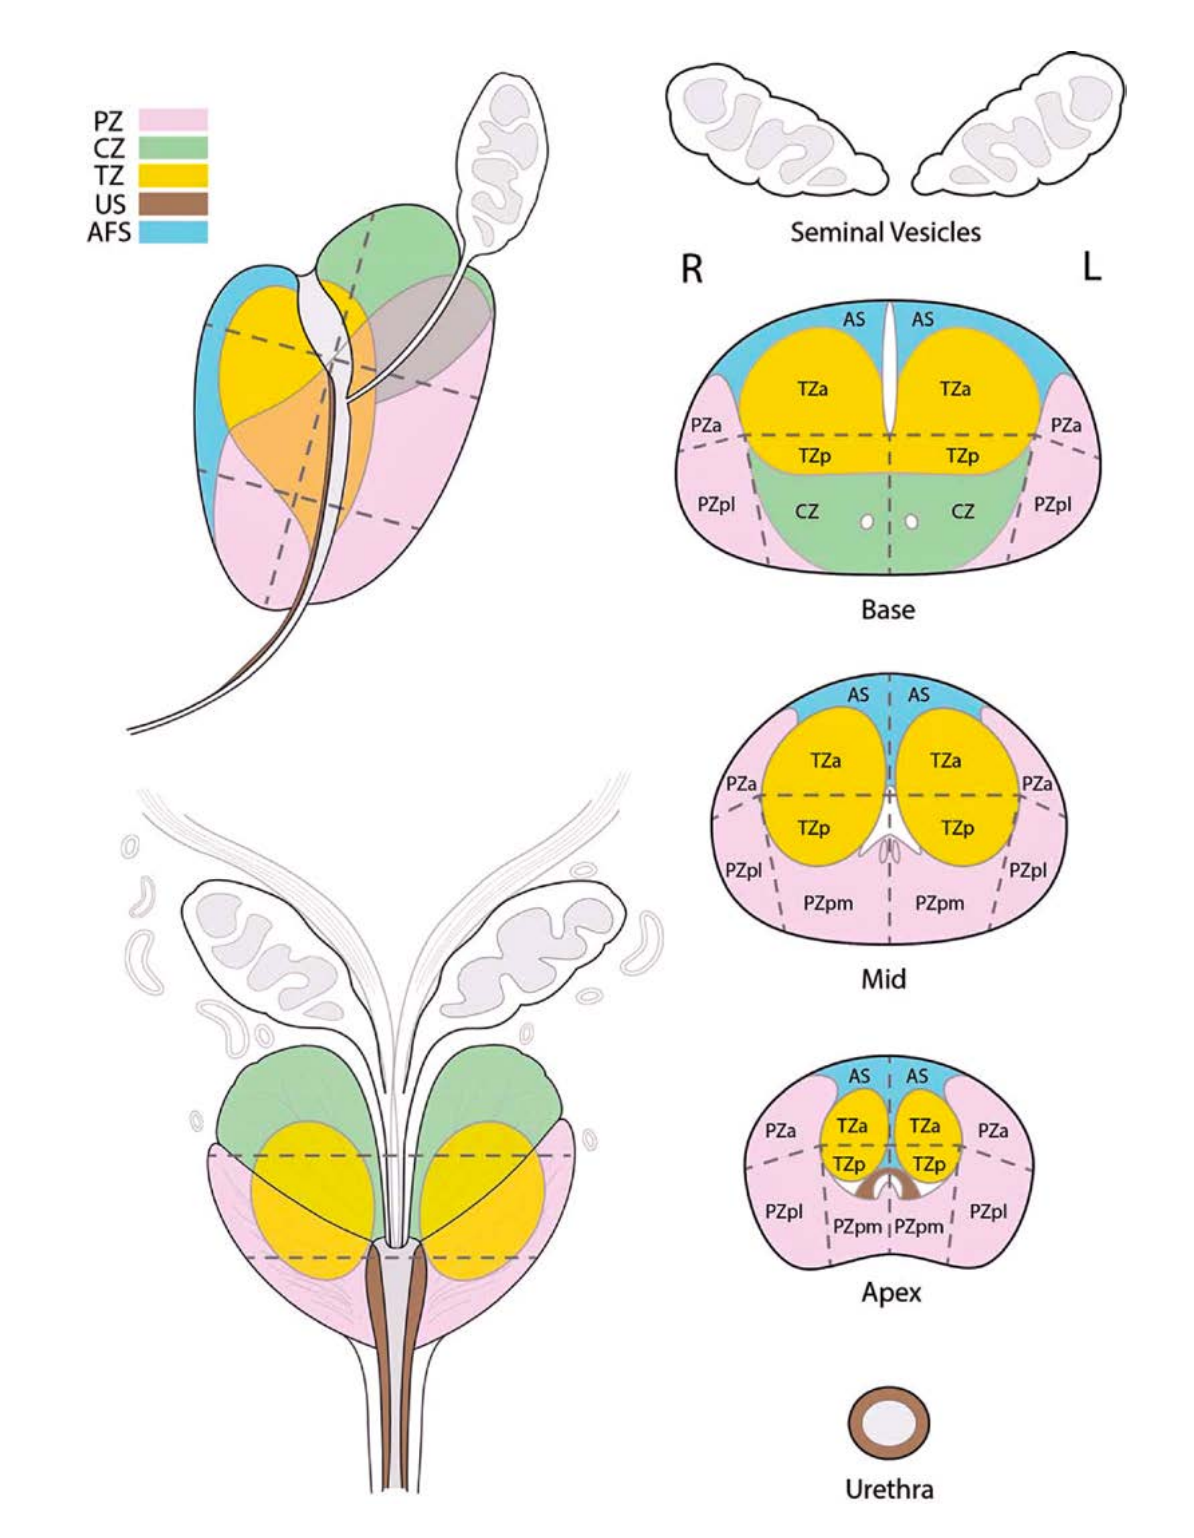 PZ
CZ
TZ
US
AFS
Seminal Vesicles
R L
AS AS
TZa TZa
PZa PZa
TZp TZp
PZpl CZ CZ PZpl
Base
AS AS
TZa TZa
PZa PZa
TZp TZp
PZpl PZpl
PZpm PZpm
Mid
AS AS
PZa TZa TZa PZa
TZp TZp
PZpl PZpl
PZpm PZpm
Apex
Urethra